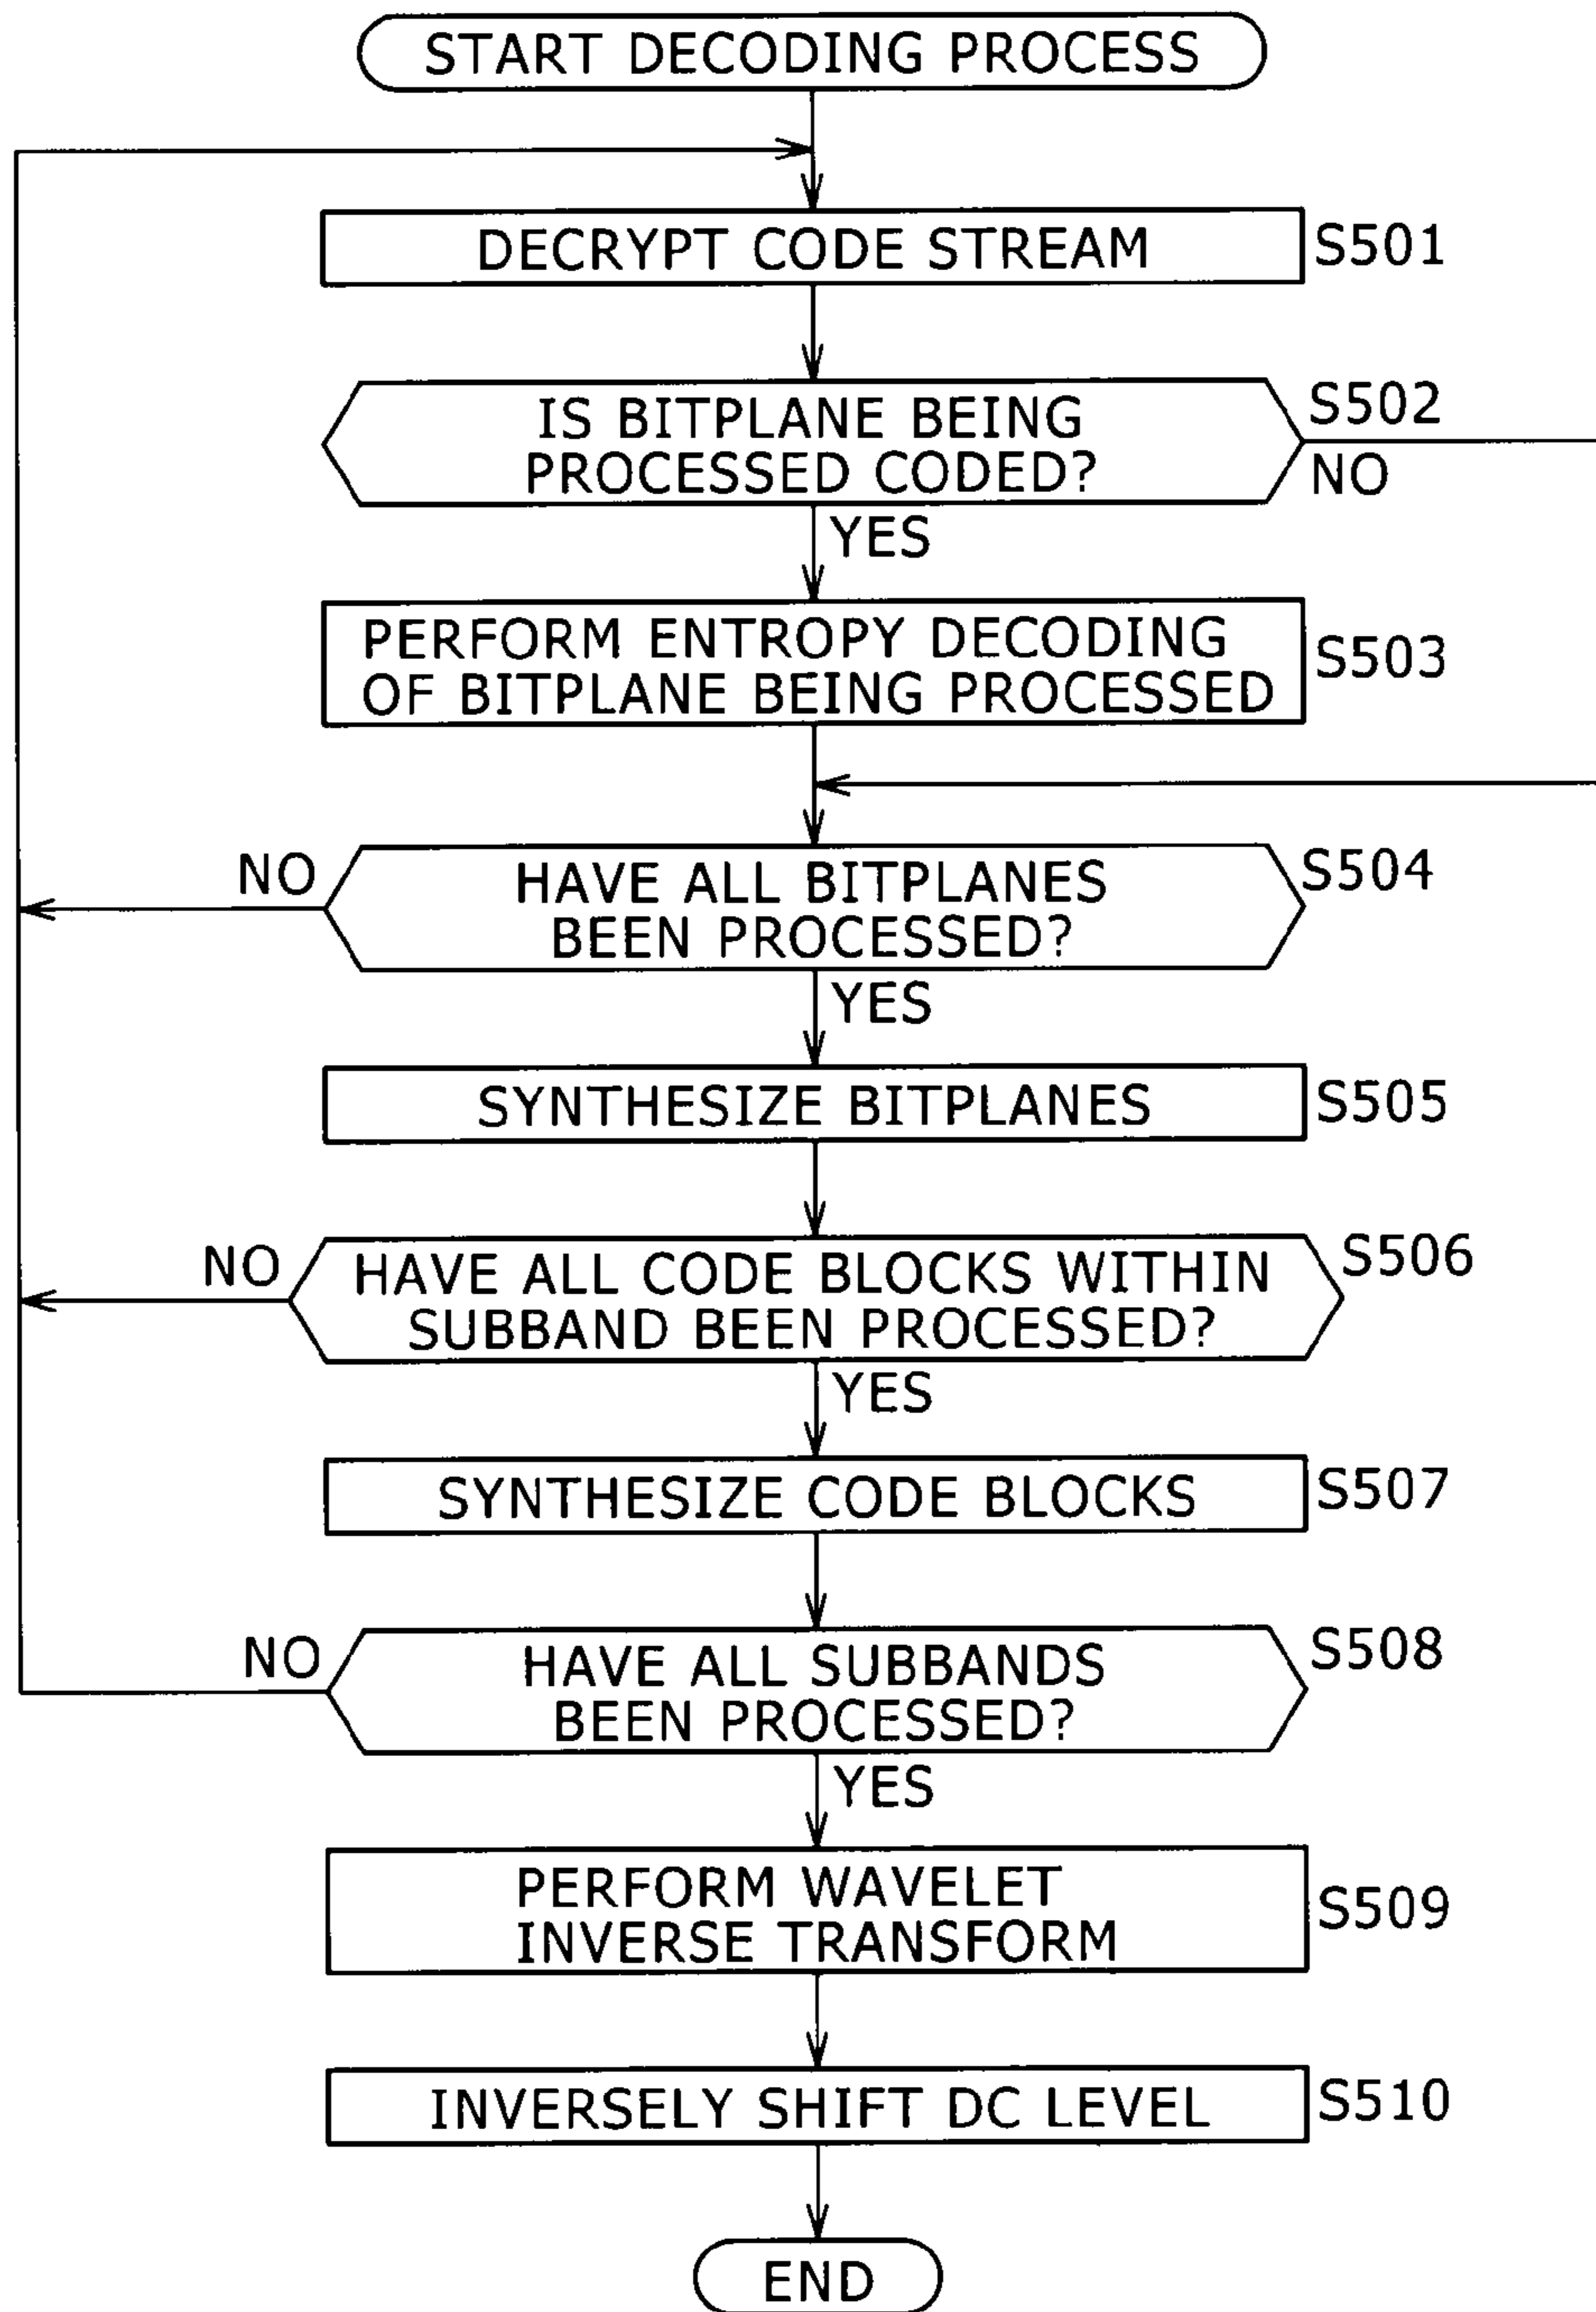 START DECODING PROCESS
DECRYPT CODE STREAM
S501
IS BITPLANE BEING
PROCESSED CODED?
S502
NO
YES
PERFORM ENTROPY DECODING
OF BITPLANE BEING PROCESSED
S503
NO
HAVE ALL BITPLANES
BEEN PROCESSED?
S504
YES
SYNTHESIZE BITPLANES
S505
NO
HAVE ALL CODE BLOCKS WITHIN
SUBBAND BEEN PROCESSED?
S506
YES
SYNTHESIZE CODE BLOCKS
S507
NO
HAVE ALL SUBBANDS
BEEN PROCESSED?
S508
YES
PERFORM WAVELET
INVERSE TRANSFORM
S509
INVERSELY SHIFT DC LEVEL
S510
END